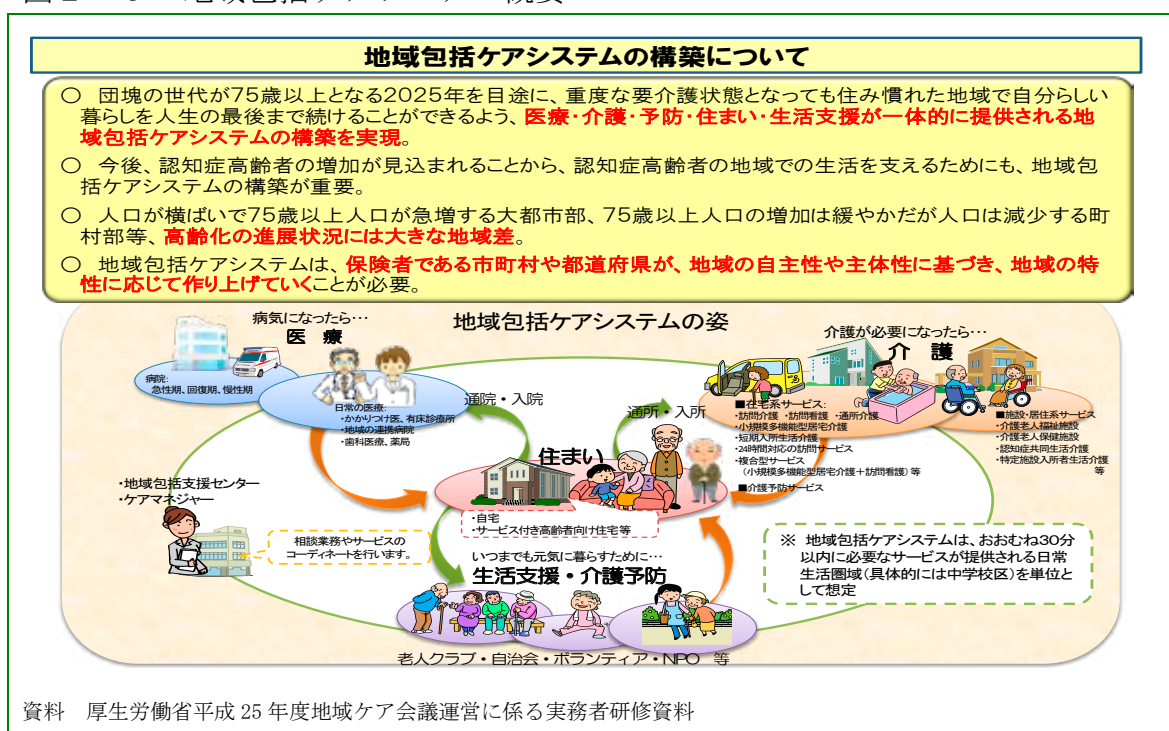 地域包括ケアシステムの構築について
○ 団塊の世代が75歳以上となる2025年を目途に、重度な要介護状態となっても住み慣れた地域で自分らしい
暮らしを人生の最後まで続けることができるよう、医療・介護・予防・住まい・生活支援が一体的に提供される地
域包括ケアシステムの構築を実現。
○ 今後、認知症高齢者の増加が見込まれることから、認知症高齢者の地域での生活を支えるためにも、地域包
括ケアシステムの構築が重要。
○ 人口が横ばいで75歳以上人口が急増する大都市部、75歳以上人口の増加は緩やかだが人口は減少する町
村部等、高齢化の進展状況には大きな地域差。
○ 地域包括ケアシステムは、保険者である市町村や都道府県が、地域の自主性や主体性に基づき、地域の特
性に応じて作り上げていくことが必要。
地域包括ケアシステムの姿
病気になったら…
医 療
病院:
急性期、回復期、慢性期
日常の医療:
・かかりつけ医、有床診療所
・地域の連携病院
・歯科医療、薬局
通院・入院
通所・入所
介護が必要になったら…
介 護
■在宅系サービス:
・訪問介護 ・訪問看護 ・通所介護
・小規模多機能型居宅介護
・短期入所生活介護
・24時間対応の訪問サービス
・複合型サービス
(小規模多機能型居宅介護+訪問看護) 等
■介護予防サービス
■施設・居住系サービス
・介護老人福祉施設
・介護老人保健施設
・認知症共同生活介護
・特定施設入所者生活介護
等
住まい
・自宅
・サービス付き高齢者向け住宅等
・地域包括支援センター
・ケアマネジャー
相談業務やサービスの
コーディネートを行います。
いつまでも元気に暮らすために…
生活支援・介護予防
老人クラブ・自治会・ボランティア・NPO 等
※ 地域包括ケアシステムは、おおむね30分
以内に必要なサービスが提供される日常
生活圏域(具体的には中学校区)を単位と
して想定
資料 厚生労働省平成 25 年度地域ケア会議運営に係る実務者研修資料